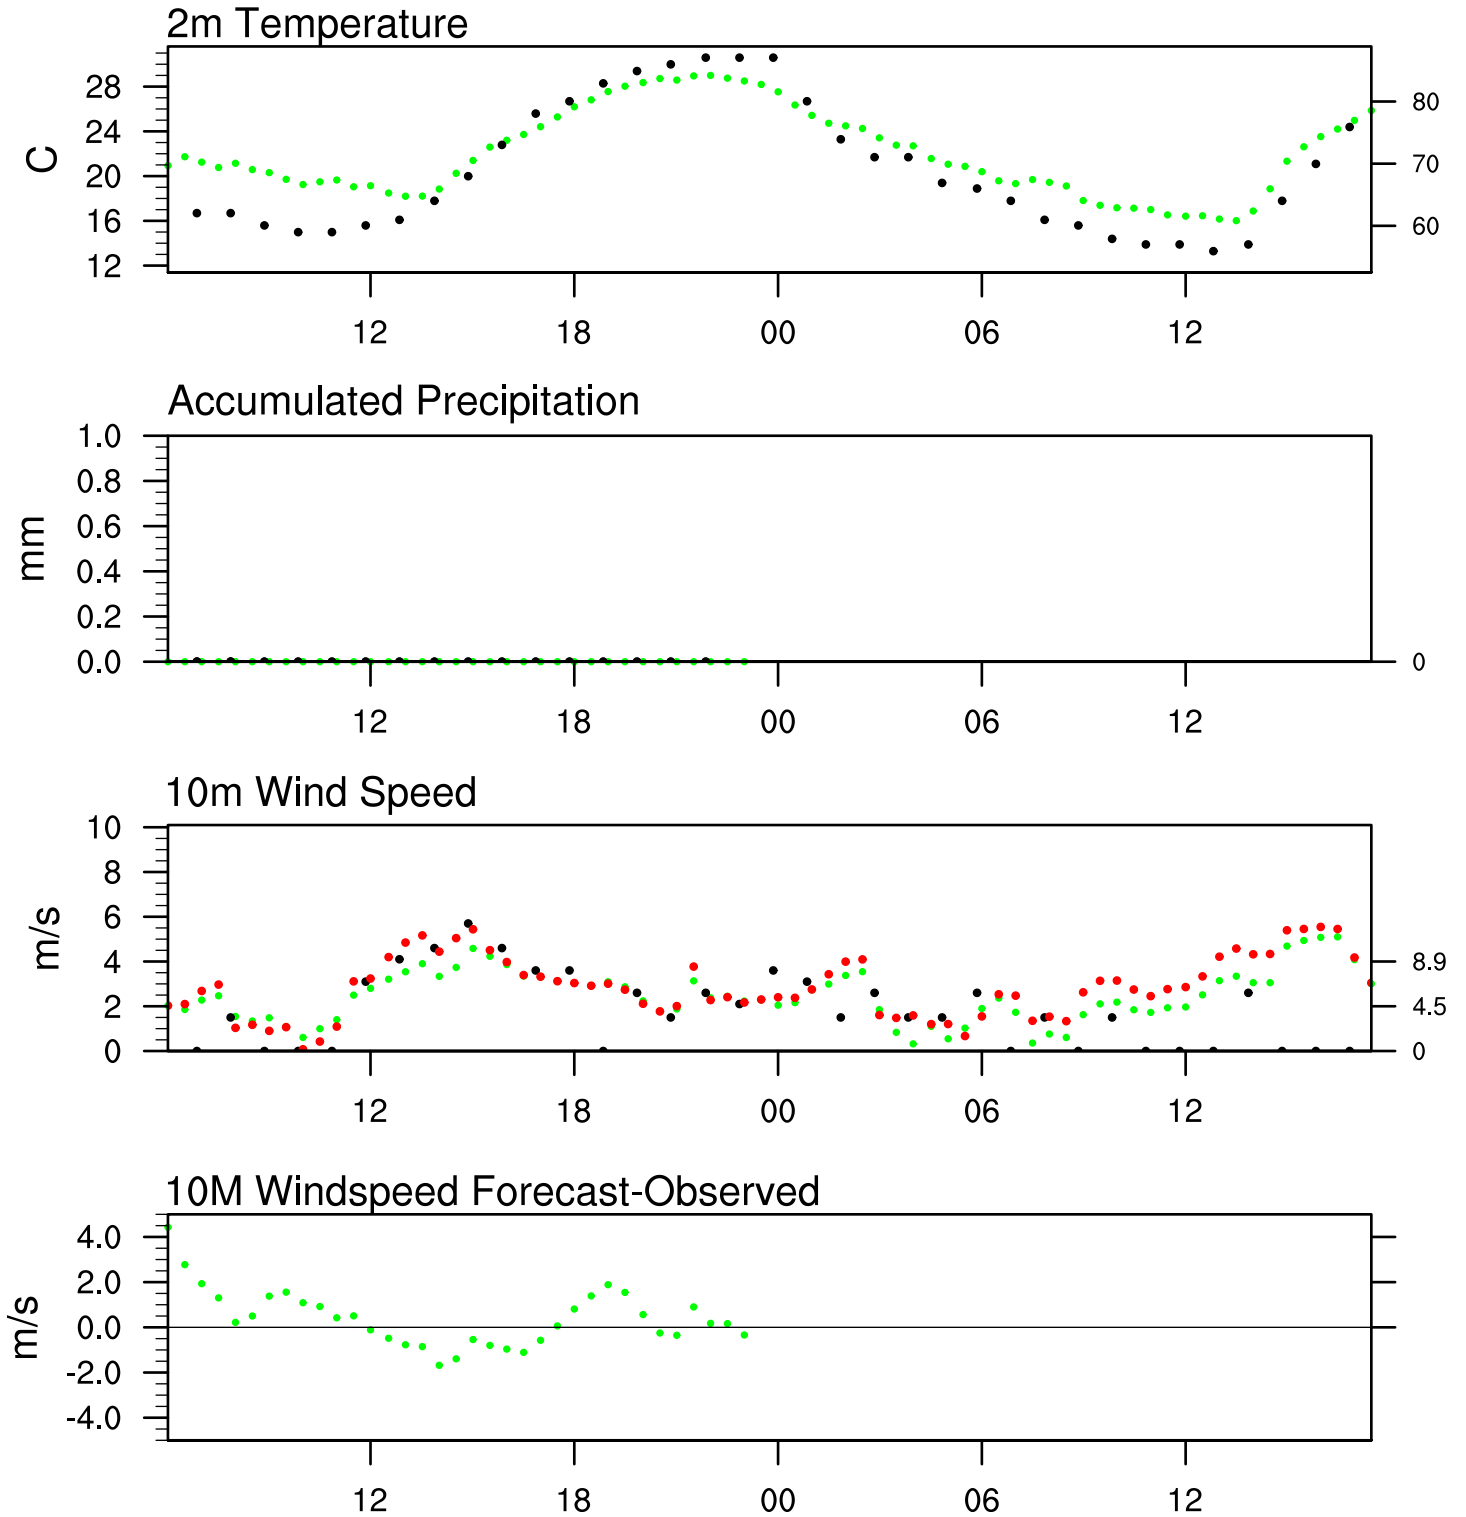 2m Temperature
28
24
20
16
12
C
80
70
60
12 18 00 06 12
Accumulated Precipitation
1.0
0.8
0.6
0.4
0.2
0.0
mm
0
12 18 00 06 12
10m Wind Speed
10
8
6
4
2
0
m/s
8.9
4.5
0
12 18 00 06 12
10M Windspeed Forecast-Observed
4.0
2.0
0.0
-2.0
-4.0
m/s
12 18 00 06 12